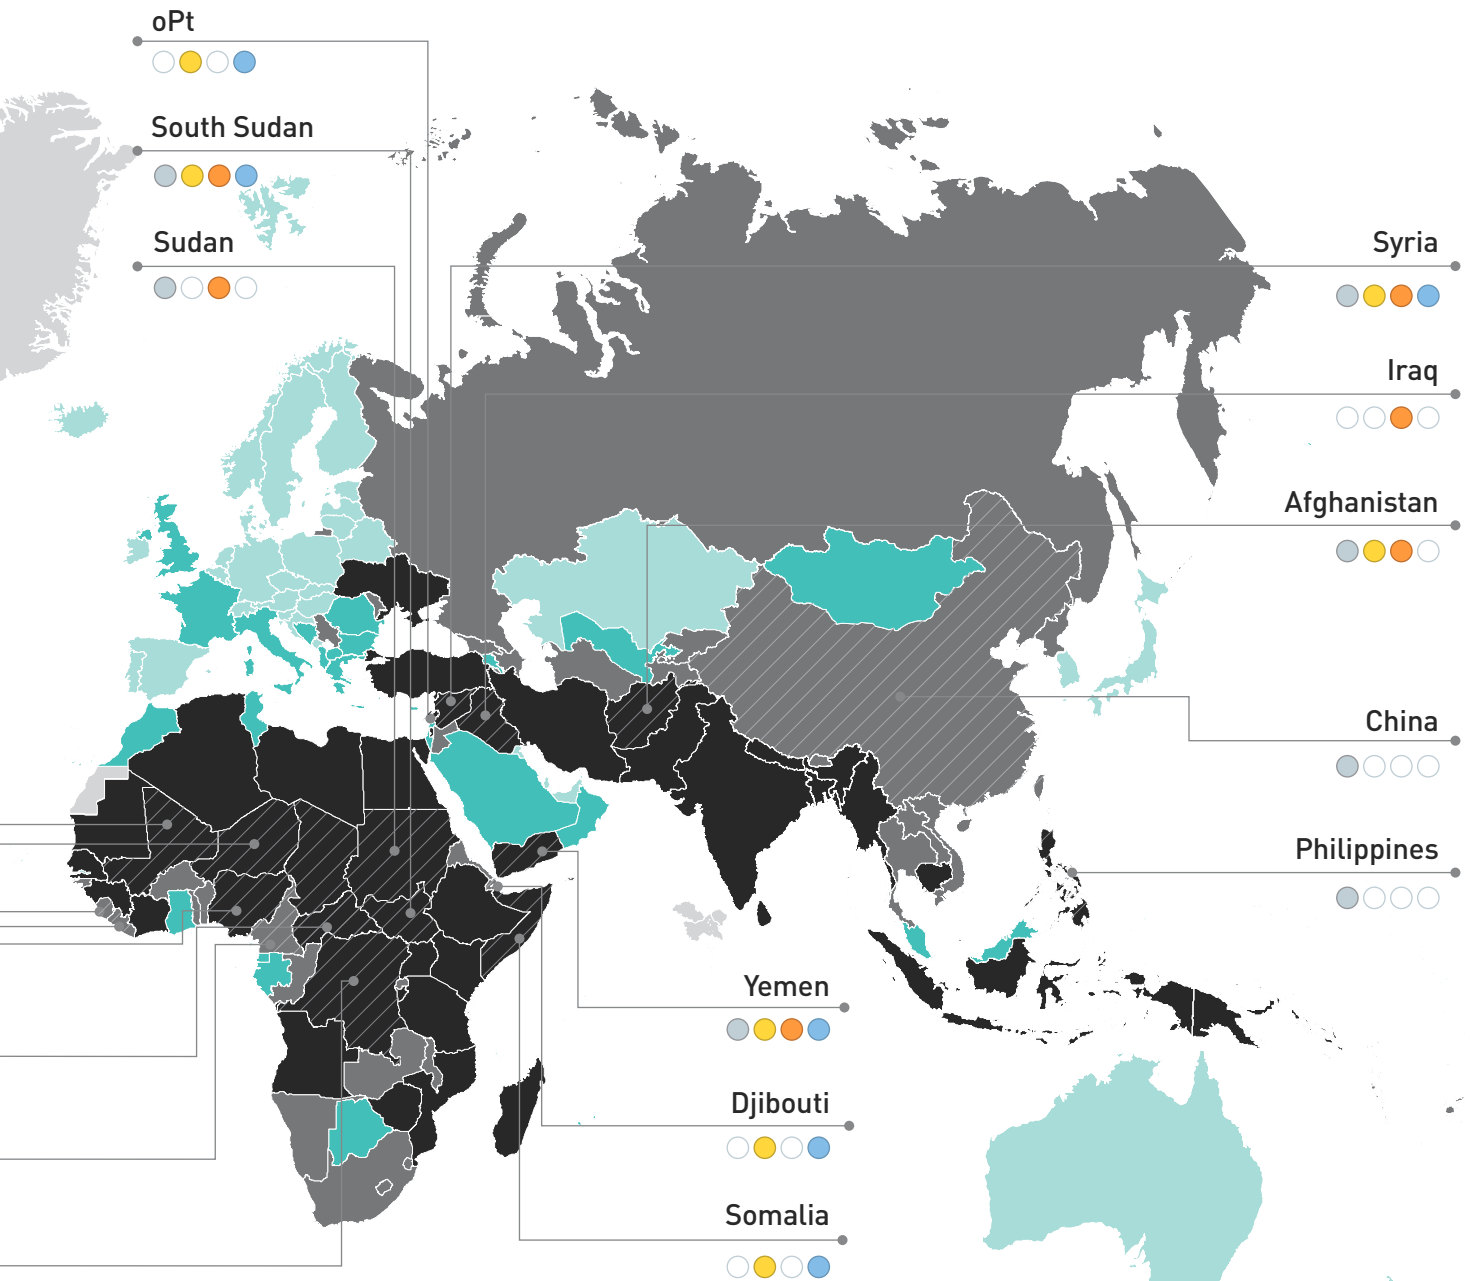 oPt
South Sudan
Sudan
Syria
Iraq
Afghanistan
China
Philippines
Yemen
Djibouti
Somalia